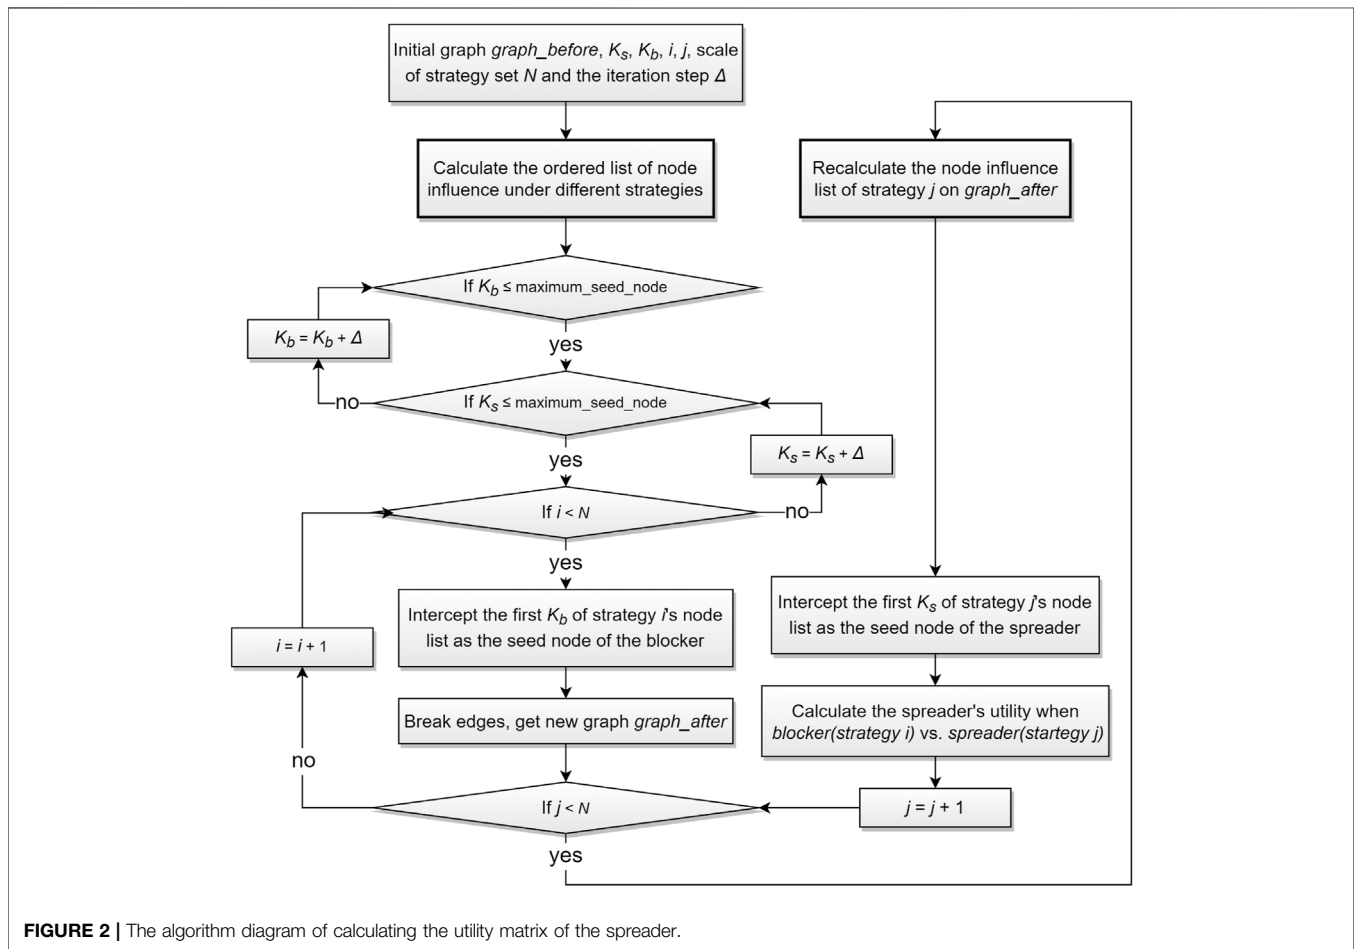 Initial graph graph_before, Ks, Kb, i, j, scale
of strategy set N and the iteration step Δ
Calculate the ordered list of node
influence under different strategies
Recalculate the node influence
list of strategy j on graph_after
If Kb ≤ maximum_seed_node
Kb = Kb + Δ
yes
If Ks ≤ maximum_seed_node
no
Ks = Ks + Δ
yes
If i < N
no
yes
Intercept the first Kb of strategy i's node
list as the seed node of the blocker
Intercept the first Ks of strategy j's node
list as the seed node of the spreader
i = i + 1
Break edges, get new graph graph_after
Calculate the spreader's utility when
blocker(strategy i) vs. spreader(startegy j)
no
If j < N
j = j + 1
yes
FIGURE 2 | The algorithm diagram of calculating the utility matrix of the spreader.